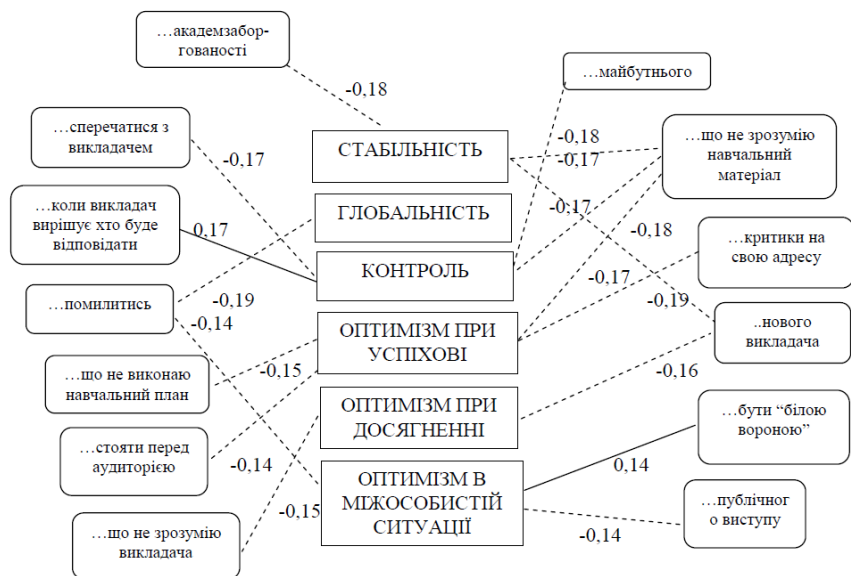 …академзабор-
гованості
-0,18
…майбутнього
…сперечатися з
викладачем
-0,17
СТАБІЛЬНІСТЬ
-0,18
-0,17
…що не зрозумію
навчальний
матеріал
…коли викладач
вирішує хто буде
відповідати
0,17
ГЛОБАЛЬНІСТЬ
-0,17
-0,18
…критики на
свою адресу
КОНТРОЛЬ
-0,17
…помилитись
-0,19
-0,14
-0,19
ОПТИМІЗМ ПРИ
УСПІХОВІ
..нового
викладача
…що не виконаю
навчальний план
-0,15
-0,16
ОПТИМІЗМ ПРИ
ДОСЯГНЕННІ
…бути “білою
вороною”
…стояти перед
аудиторією
-0,14
0,14
ОПТИМІЗМ В
МІЖОСОБИСТІЙ
СИТУАЦІЇ
…публічног
о виступу
-0,15
-0,14
…що не зрозумію
викладача